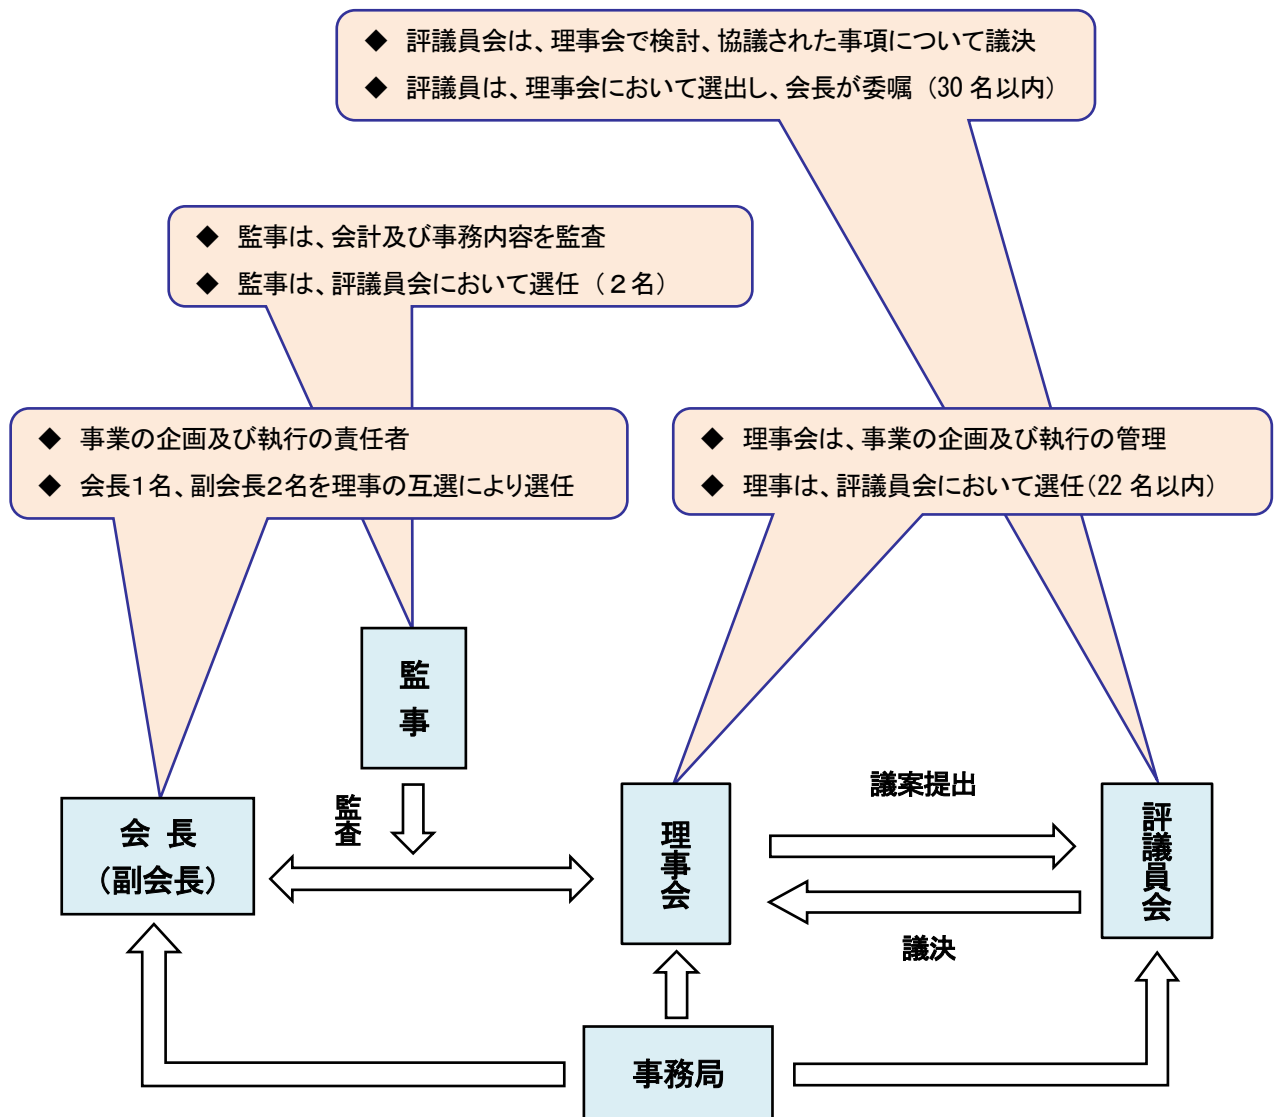 ◆ 評議員会は、理事会で検討、協議された事項について議決
◆ 評議員は、理事会において選出し、会長が委嘱（30 名以内）
◆ 監事は、会計及び事務内容を監査
◆ 監事は、評議員会において選任（２名）
◆ 事業の企画及び執行の責任者
◆ 会長１名、副会長２名を理事の互選により選任
◆ 理事会は、事業の企画及び執行の管理
◆ 理事は、評議員会において選任（22 名以内）
監事
監査
会 長
（副会長）
理事会
議案提出
議決
評議員会
事務局